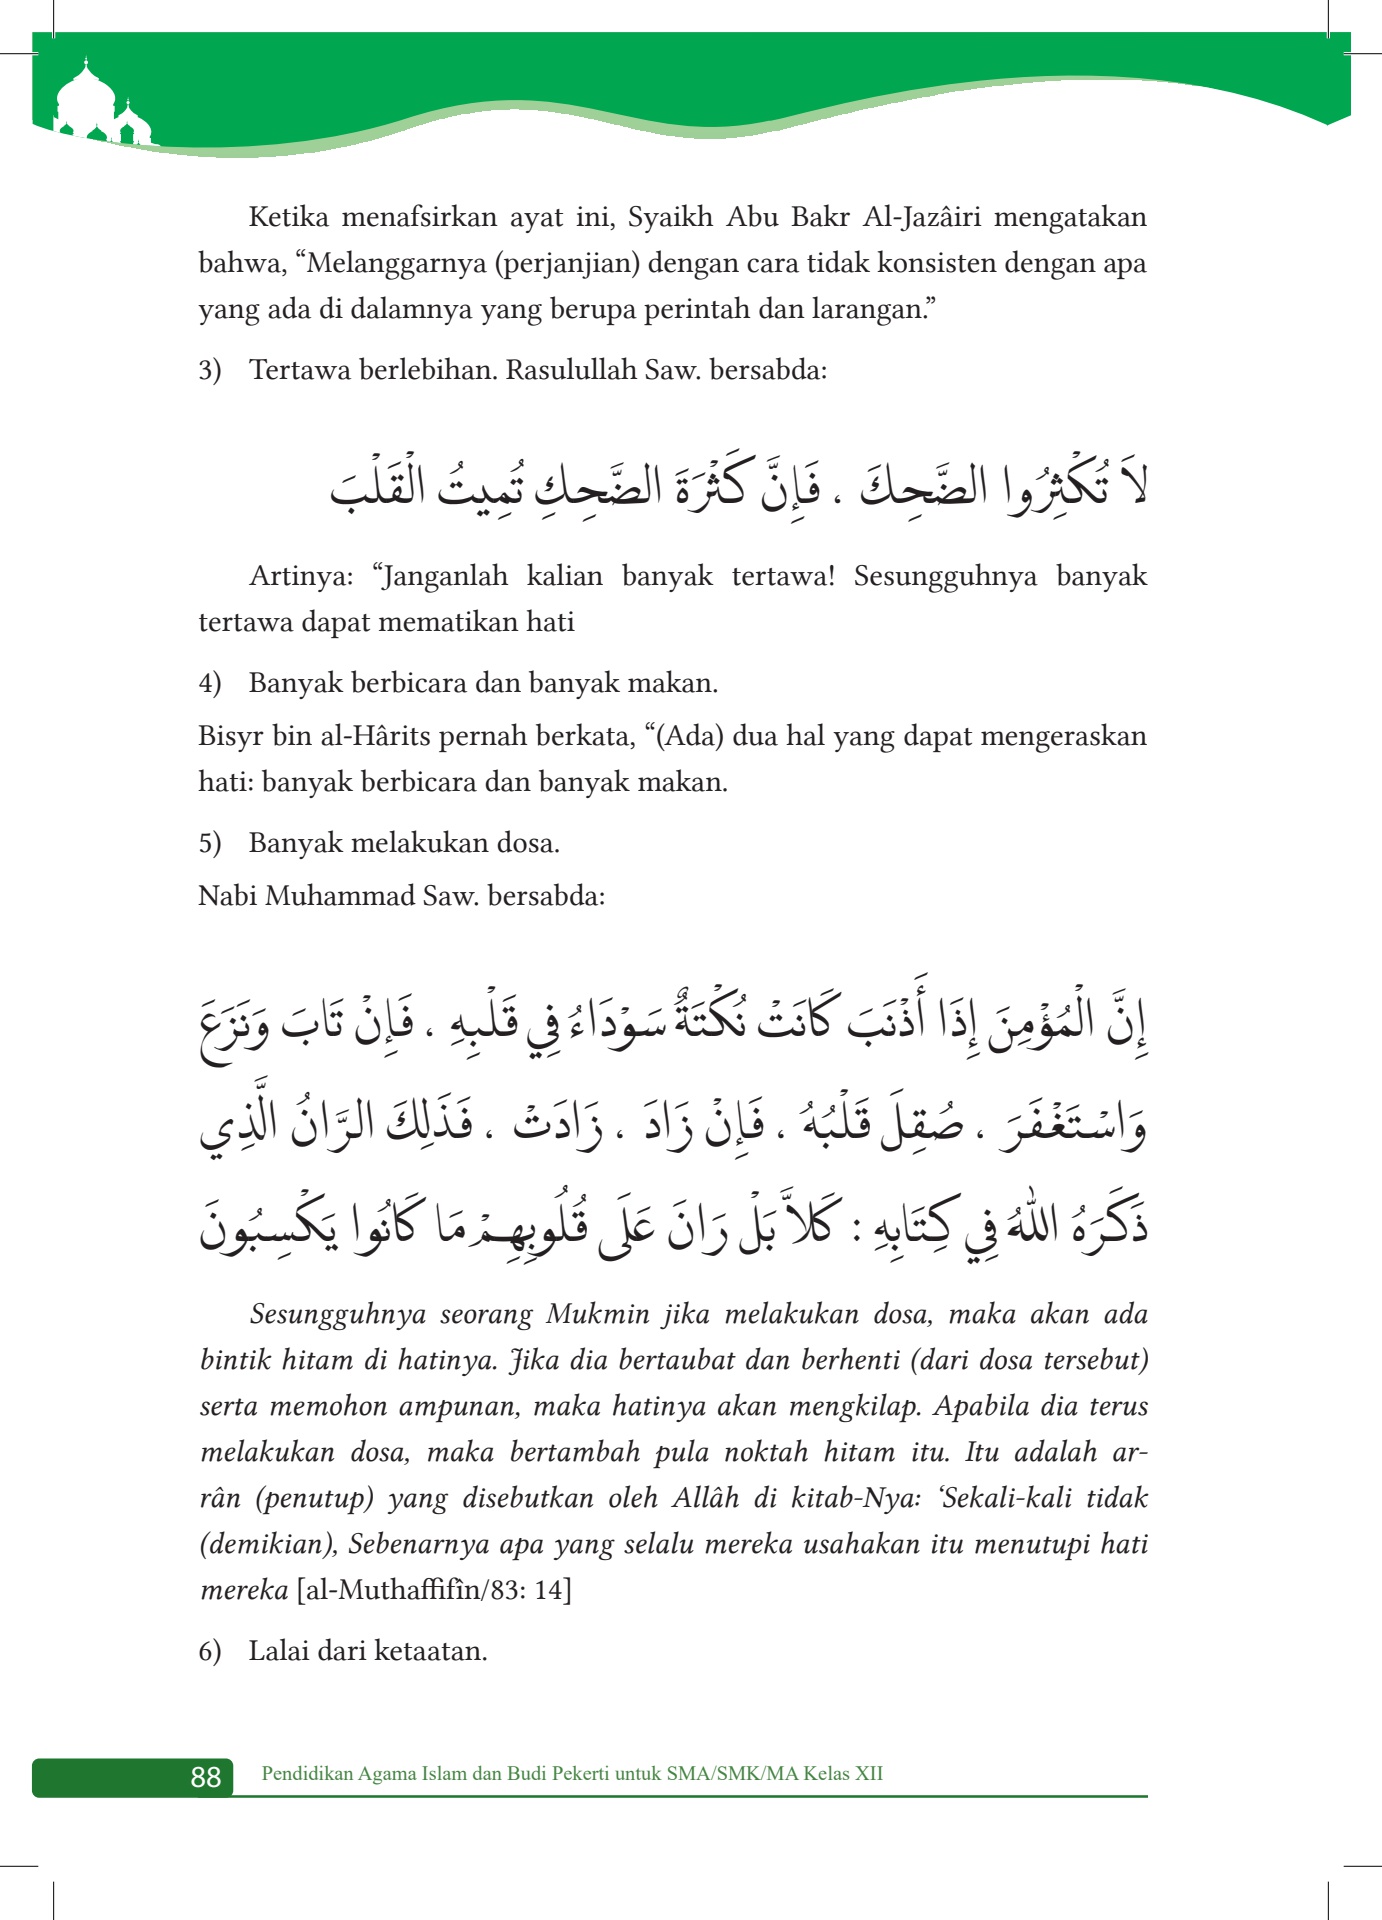 Ketika menafsirkan ayat ini, Syaikh Abu Bakr Al-Jazâiri mengatakan
bahwa, “Melanggarnya (perjanjian) dengan cara tidak konsisten dengan apa
yang ada di dalamnya yang berupa perintah dan larangan.”
3) Tertawa berlebihan. Rasulullah Saw. bersabda:
لاَ تُكْثِرُوا الضَّحِكَ ، فَإِنَّ كَثْرَةَ الضَّحِكِ تُمِيتُ الْقَلْبَ
Artinya: “Janganlah kalian banyak tertawa! Sesungguhnya banyak
tertawa dapat mematikan hati
4) Banyak berbicara dan banyak makan.
Bisyr bin al-Hârits pernah berkata, “(Ada) dua hal yang dapat mengeraskan
hati: banyak berbicara dan banyak makan.
5) Banyak melakukan dosa.
Nabi Muhammad Saw. bersabda:
إِنَّ الْمُؤْمِنَ إِذَا أَذْنَبَ كَانَتْ نُكْتَةٌ سَوْدَاءُ فِي قَلْبِهِ ، فَإِنْ تَابَ وَنَزَعَ
وَاسْتَغْفَرَ ، صُقِلَ قَلْبُهُ ، فَإِنْ زَادَ ، زَادَتْ ، فَذَلِكَ الرَّانُ الَّذِي
ذَكَرَهُ اللهُ فِي كِتَابِهِ : كَلاَّ بَلْ رَانَ عَلَى قُلُوبِهِمْ مَا كَانُوا يَكْسِبُونَ
Sesungguhnya seorang Mukmin jika melakukan dosa, maka akan ada
bintik hitam di hatinya. Jika dia bertaubat dan berhenti (dari dosa tersebut)
serta memohon ampunan, maka hatinya akan mengkilap. Apabila dia terus
melakukan dosa, maka bertambah pula noktah hitam itu. Itu adalah ar-
rân (penutup) yang disebutkan oleh Allâh di kitab-Nya: ‘Sekali-kali tidak
(demikian), Sebenarnya apa yang selalu mereka usahakan itu menutupi hati
mereka [al-Muthaffifîn/83: 14]
6) Lalai dari ketaatan.
88 Pendidikan Agama Islam dan Budi Pekerti untuk SMA/SMK/MA Kelas XII